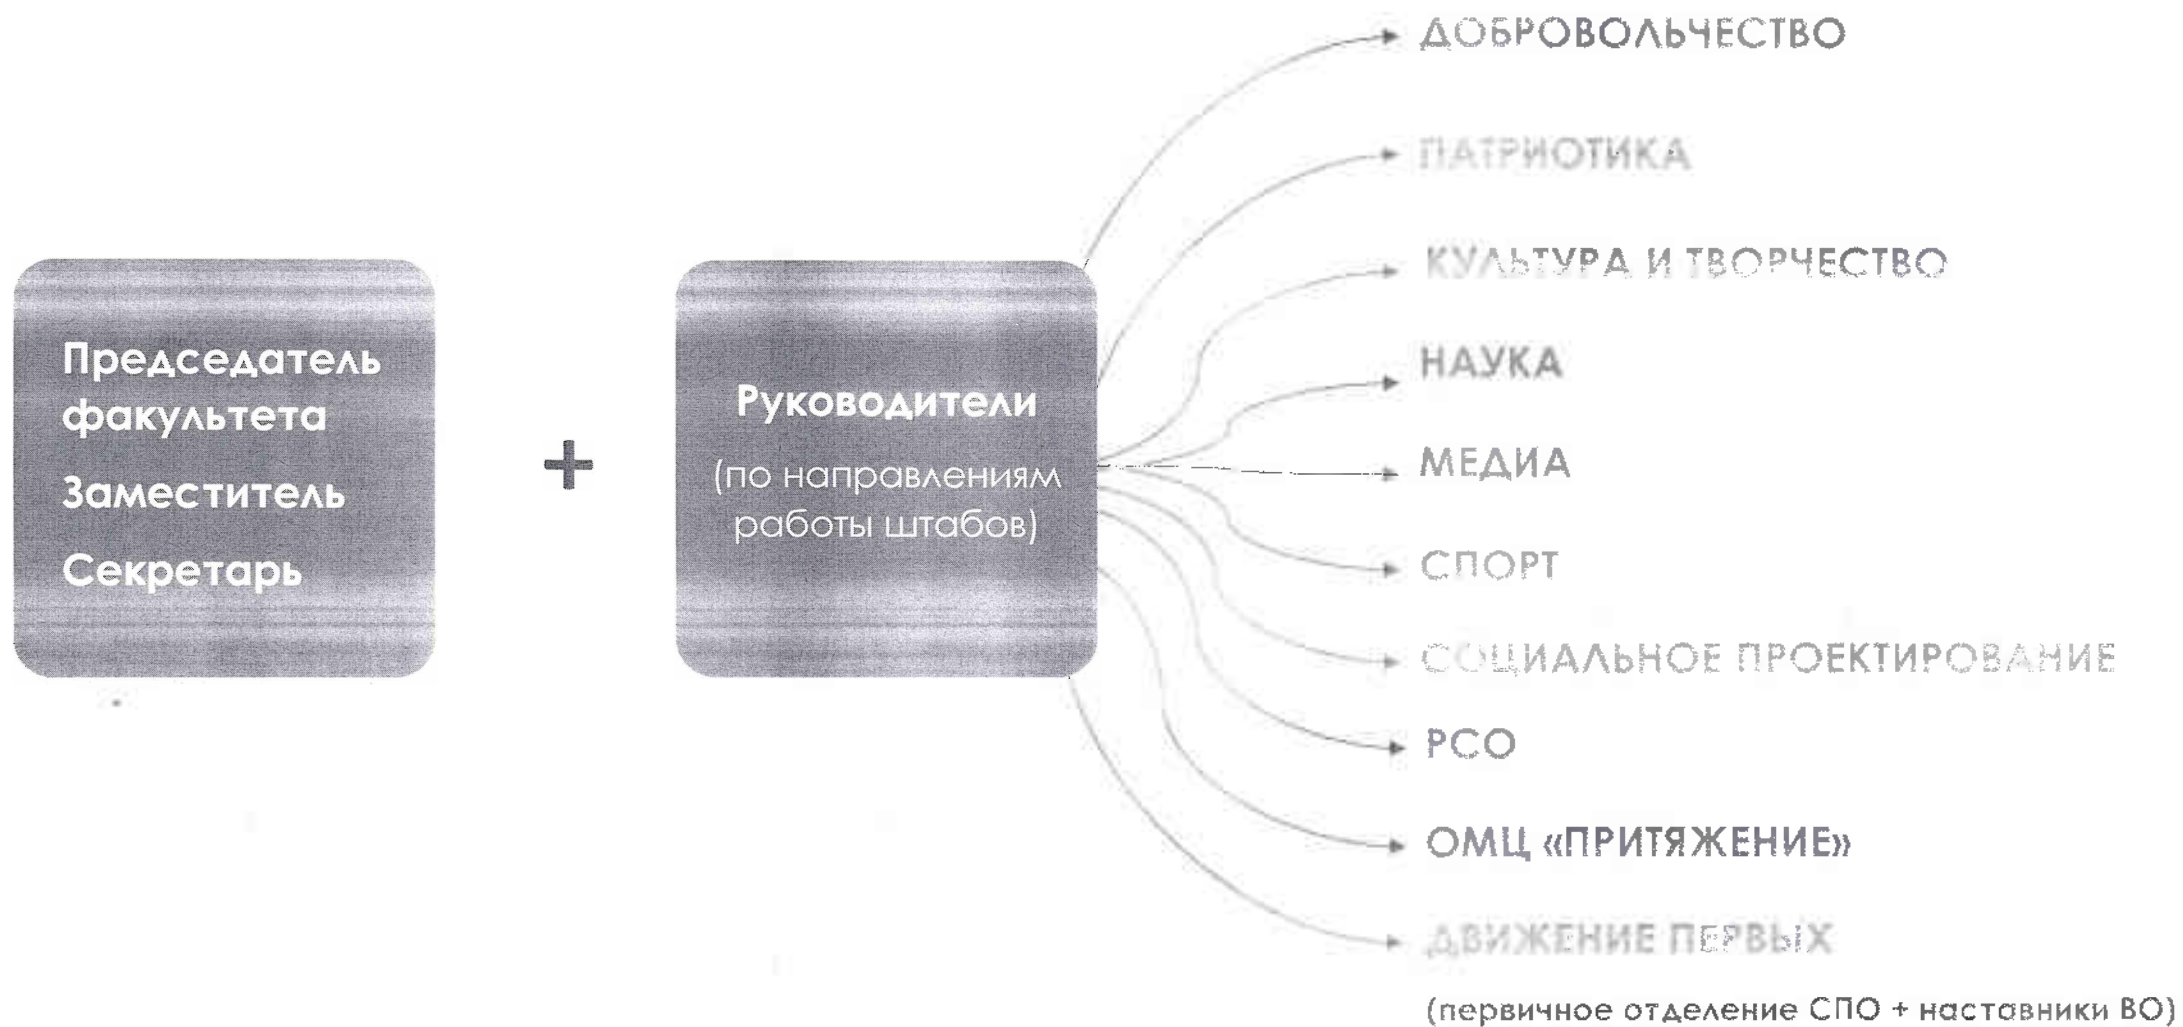 Председатель
факультета
Заместитель
Секретарь
+
Руководители
(по направлениям
работы штабов)
ДОБРОВОЛЬЧЕСТВО
ПАТРИОТИКА
КУЛЬТУРА И ТВОРЧЕСТВО
НАУКА
МЕДИА
СПОРТ
СОЦИАЛЬНОЕ ПРОЕКТИРОВАНИЕ
РСО
ОМЦ «ПРИТЯЖЕНИЕ»
ДВИЖЕНИЕ ПЕРВЫХ
(первичное отделение СПО + наставники ВО)